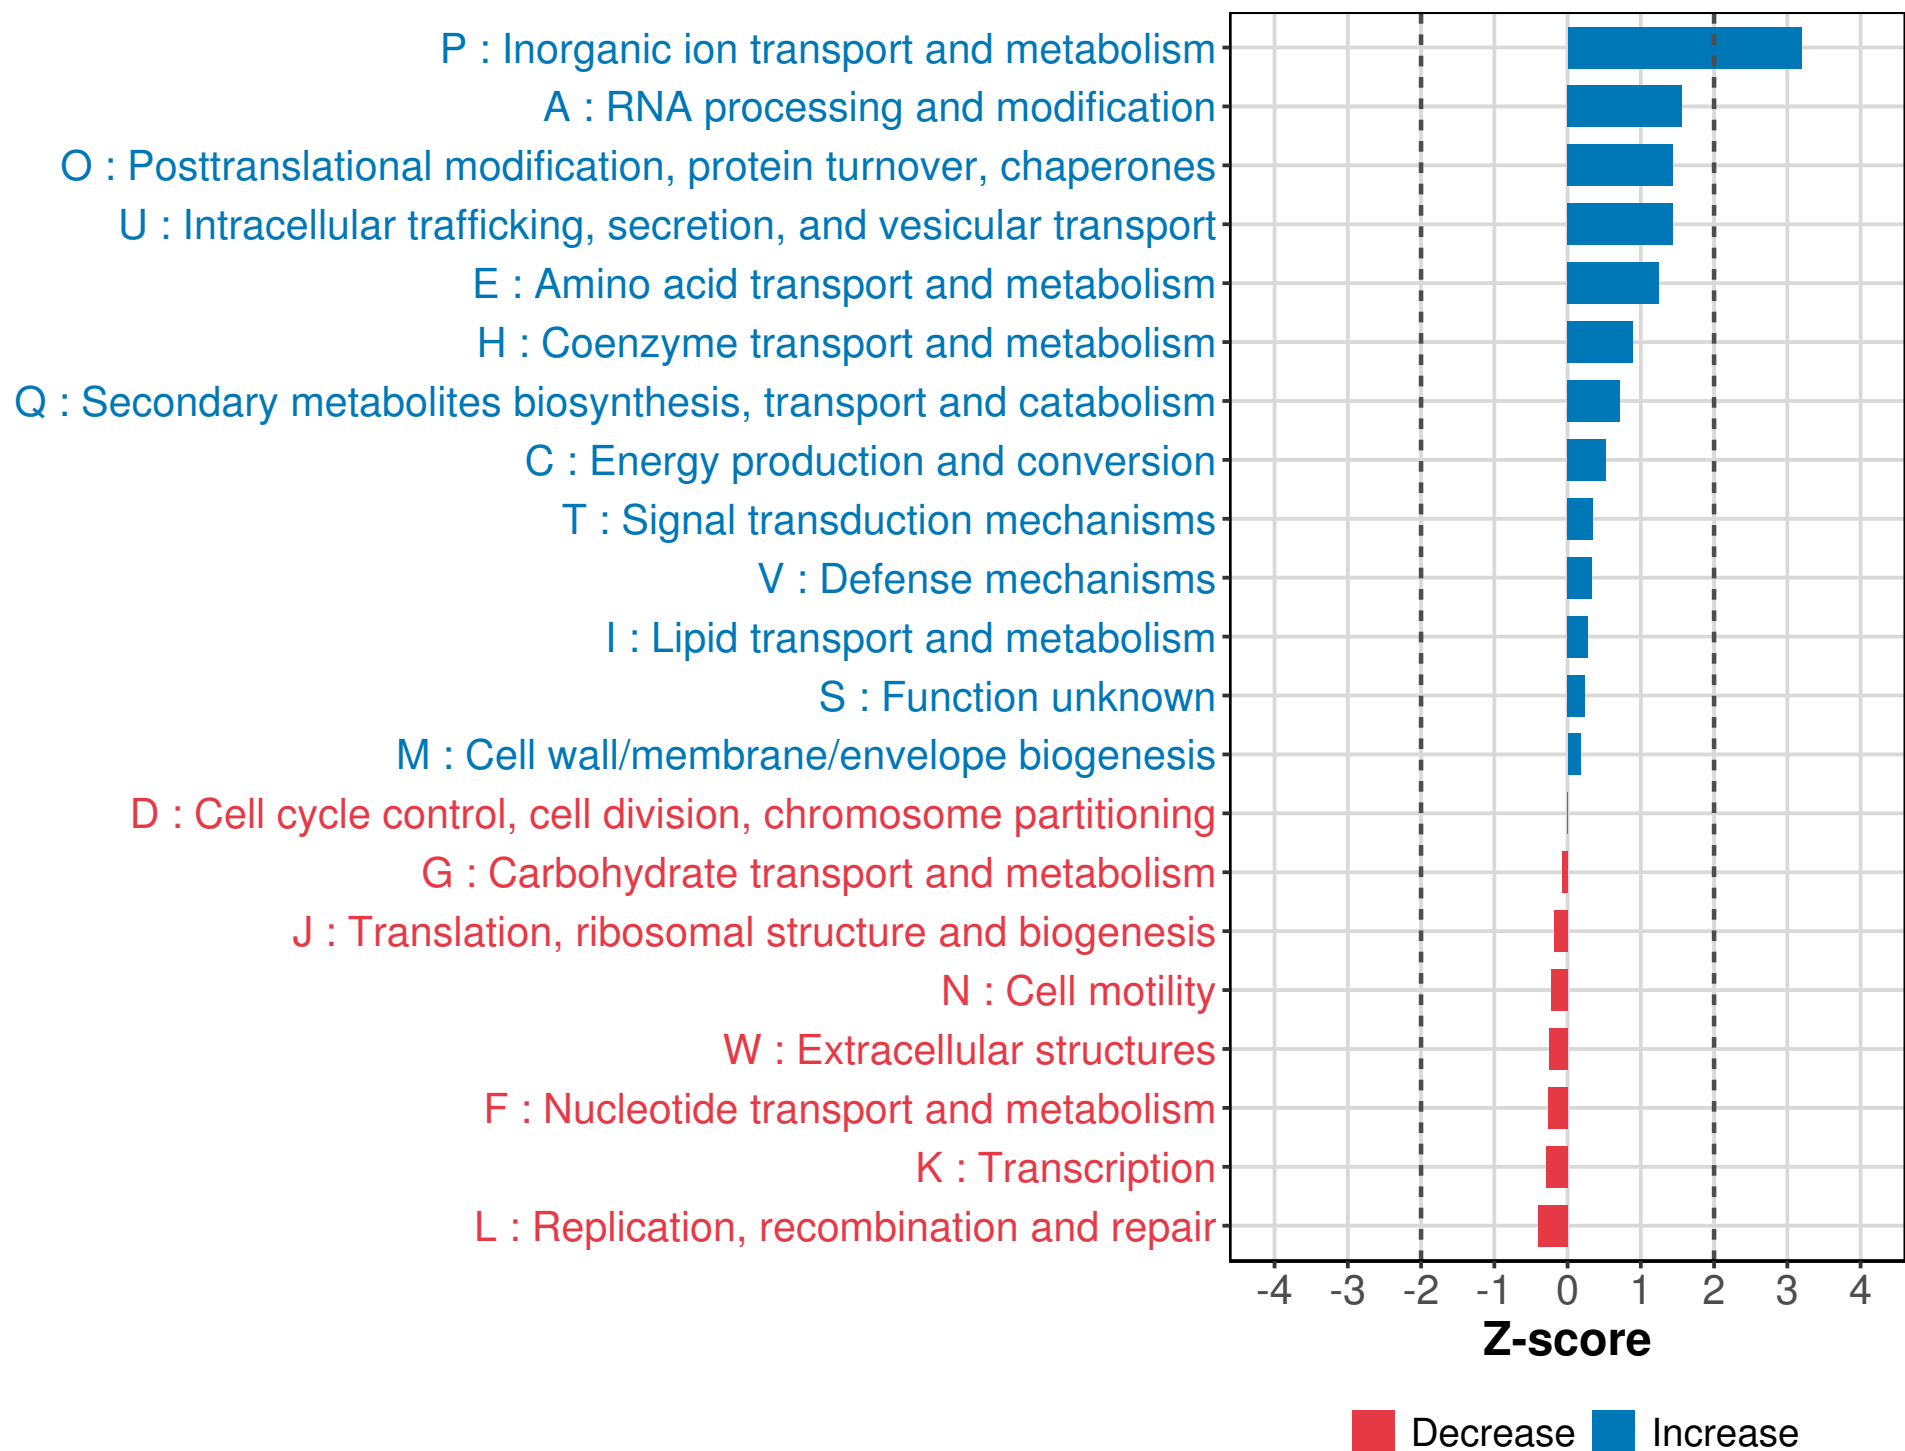 P : Inorganic ion transport and metabolism
A : RNA processing and modification
O : Posttranslational modification, protein turnover, chaperones
U : Intracellular trafficking, secretion, and vesicular transport
E : Amino acid transport and metabolism
H : Coenzyme transport and metabolism
Q : Secondary metabolites biosynthesis, transport and catabolism
C : Energy production and conversion
T : Signal transduction mechanisms
V : Defense mechanisms
I : Lipid transport and metabolism
S : Function unknown
M : Cell wall/membrane/envelope biogenesis
D : Cell cycle control, cell division, chromosome partitioning
G : Carbohydrate transport and metabolism
J : Translation, ribosomal structure and biogenesis
N : Cell motility
W : Extracellular structures
F : Nucleotide transport and metabolism
K : Transcription
L : Replication, recombination and repair
-4 -3 -2 -1 0 1 2 3 4
Z-score
Decrease Increase